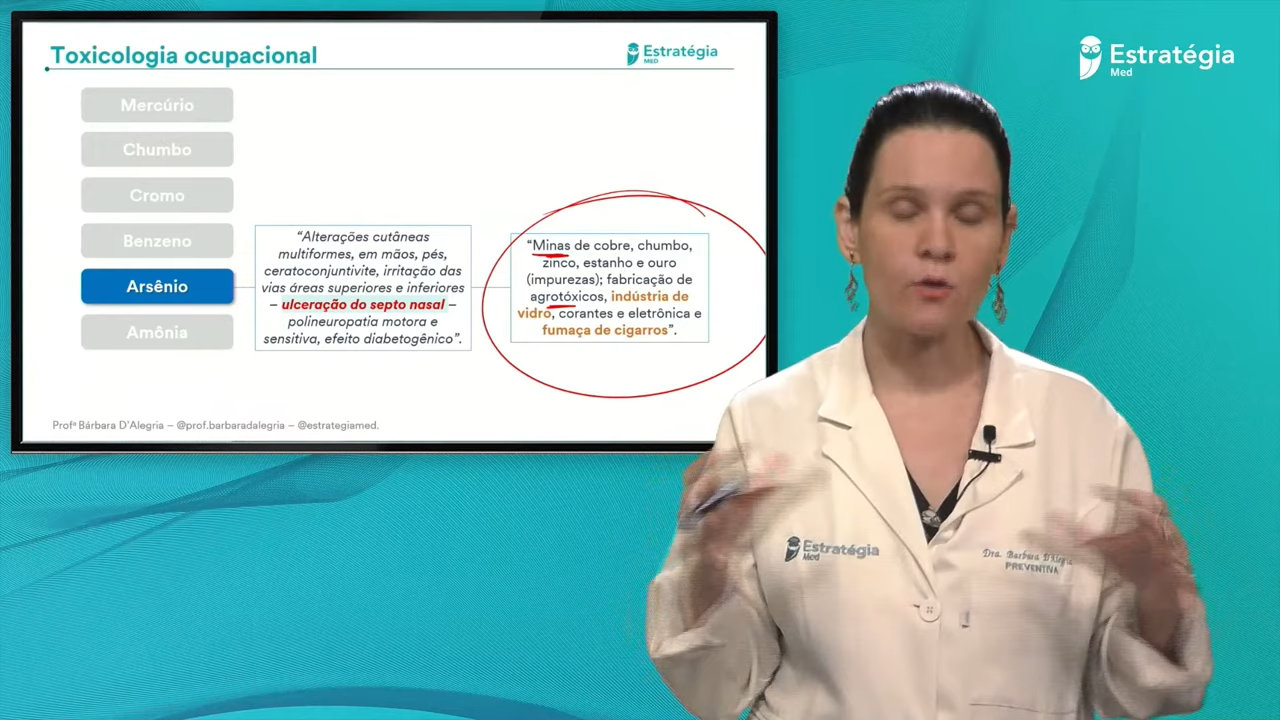 Toxicologia ocupacional
Estratégia
MED
Estratégia
Med
Mercúrio
Chumbo
Cromo
Benzeno
Arsênio
Amônia
“Alterações cutâneas
multiformes, em mãos, pés,
ceratoconjuntivite, irritação das
vias áreas superiores e inferiores
– ulceração do septo nasal –
polineuropatia motora e
sensitiva, efeito diabetogênico”.
“Minas de cobre, chumbo,
zinco, estanho e ouro
(impurezas); fabricação de
agrotóxicos, indústria de
vidro, corantes e eletrônica e
fumaça de cigarros”.
Profª Bárbara D’Alegria – @prof.barbaradalegria – @estrategiamed.
Estratégia
Med
Dra. Barbara D'Alegria
PREVENTIVA